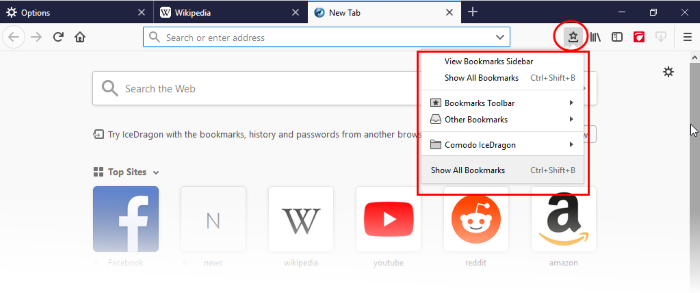 Options
Wikipedia
New Tab
Search or enter address
View Bookmarks Sidebar
Show All Bookmarks Ctrl+Shift+B
Bookmarks Toolbar
Other Bookmarks
Comodo IceDragon
Show All Bookmarks Ctrl+Shift+B
Search the Web
Try IceDragon with the bookmarks, history and passwords from another
Top Sites
N
W
a
Facebook
news
wikipedia
youtube
reddit
amazon